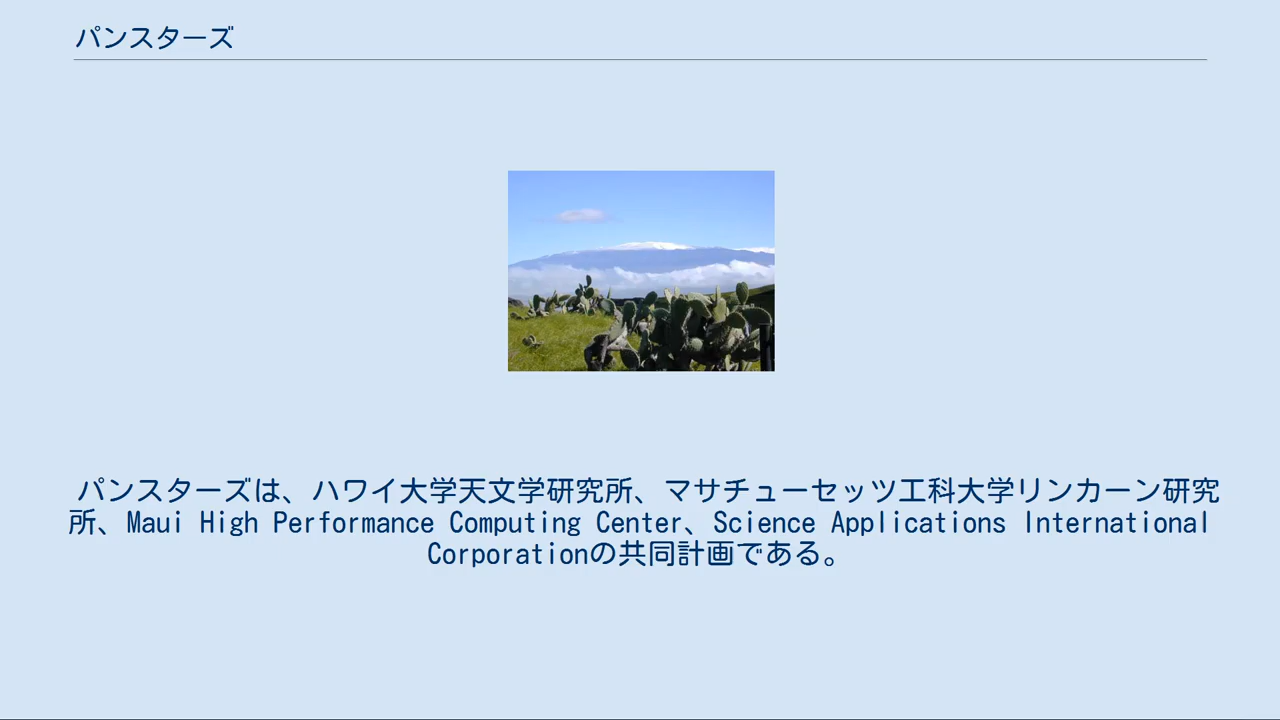 パンスターズ
パンスターズは、ハワイ大学天文学研究所、マサチューセッツ工科大学リンカーン研究
所、Maui High Performance Computing Center、Science Applications International
Corporationの共同計画である。